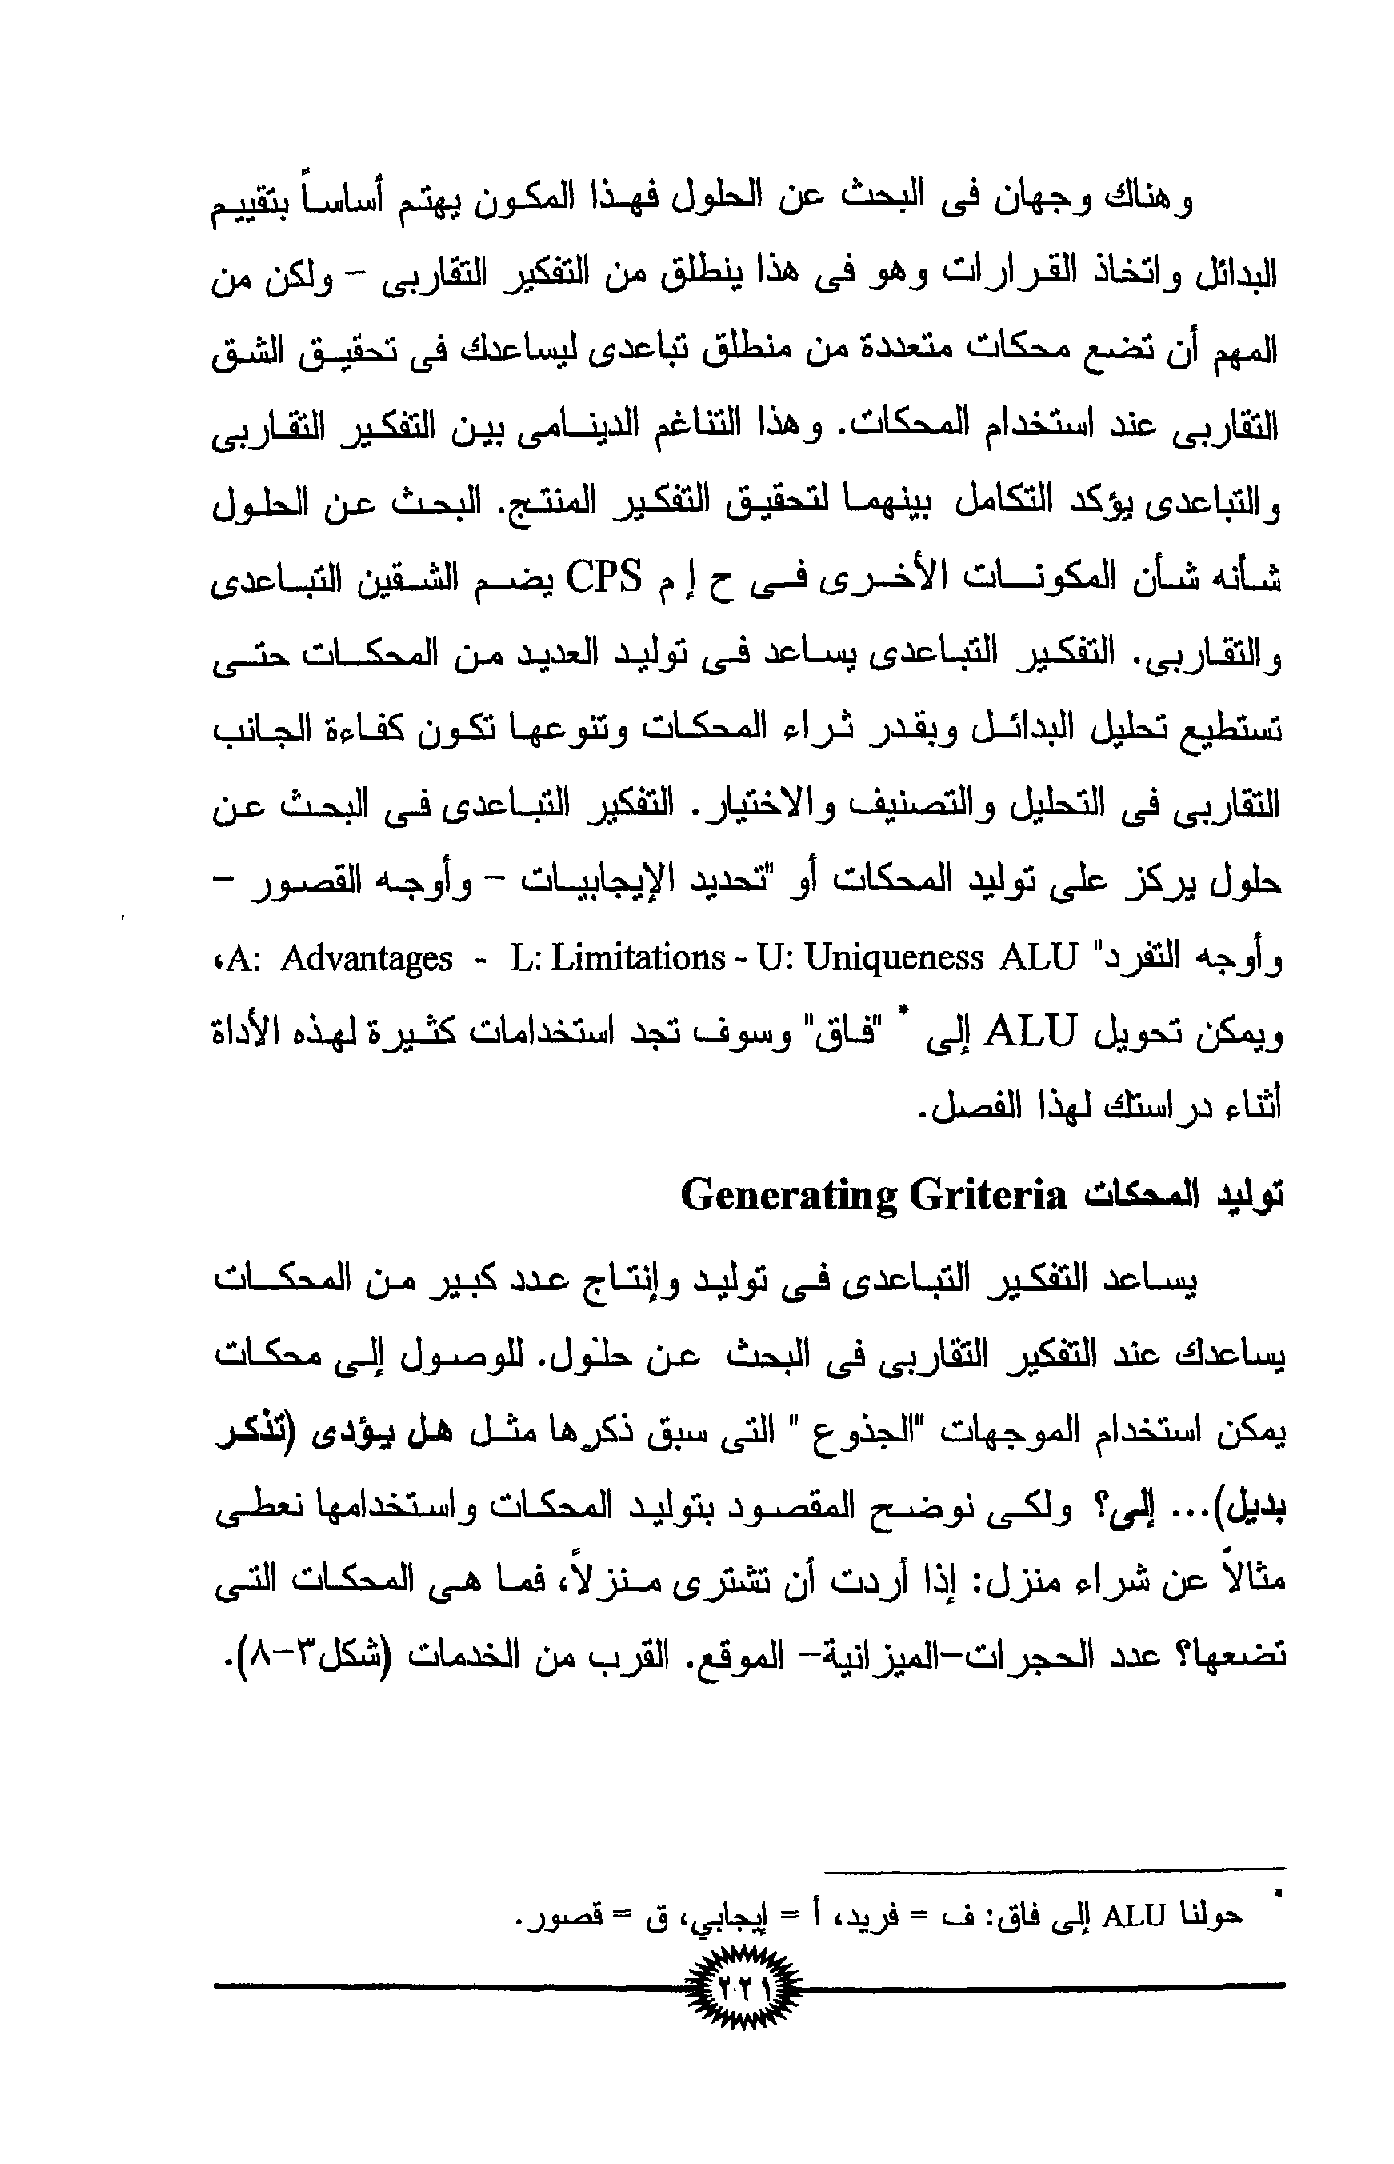 وهناك وجهان فى البحث عن الحلول فهذا المكون يهتم أساساً بتقييم
البدائل واتخاذ القرارات وهو فى هذا ينطلق من التفكير التقاربى – ولكن من
المهم أن تضع محكات متعددة من منطلق تباعدى ليساعدك فى تحقيق الشق
التقاربى عند استخدام المحكات. وهذا التناغم الدينامى بين التفكير التقاربى
والتباعدى يؤكد التكامل بينهما لتحقيق التفكير المنتج. البحث عن الحلول
شأنه شأن المكونات الأخرى فى ح إ م CPS يضم الشقين التباعدى
والتقاربى. التفكير التباعدى يساعد فى توليد العديد من المحكات حتى
تستطيع تحليل البدائل وبقدر ثراء المحكات وتنوعها تكون كفاءة الجانب
التقاربى فى التحليل والتصنيف والاختيار. التفكير التباعدى فى البحث عن
حلول يركز على توليد المحكات أو "تحديد الإيجابيات – وأوجه القصور –
وأوجه التفرد" A: Advantages - L: Limitations - U: Uniqueness ALU،
ويمكن تحويل ALU إلى * "فاق" وسوف تجد استخدامات كثيرة لهذه الأداة
أثناء دراستك لهذا الفصل.
توليد المحكات Generating Griteria
يساعد التفكير التباعدى فى توليد وإنتاج عدد كبير من المحكات
يساعدك عند التفكير التقاربى فى البحث عن حلول. للوصول إلى محكات
يمكن استخدام الموجهات "الجذوع " التى سبق ذكرها مثل هل يؤدى (تذكر
بديل)... إلى؟ ولكى نوضح المقصود بتوليد المحكات واستخدامها نعطى
مثالاً عن شراء منزل: إذا أردت أن تشترى منزلاً، فما هى المحكات التى
تضعها؟ عدد الحجرات–الميزانية– الموقع. القرب من الخدمات (شكل٣–٨).
* حولنا ALU إلى فاق: ف = فريد، أ = إيجابي، ق = قصور.
٢٢١